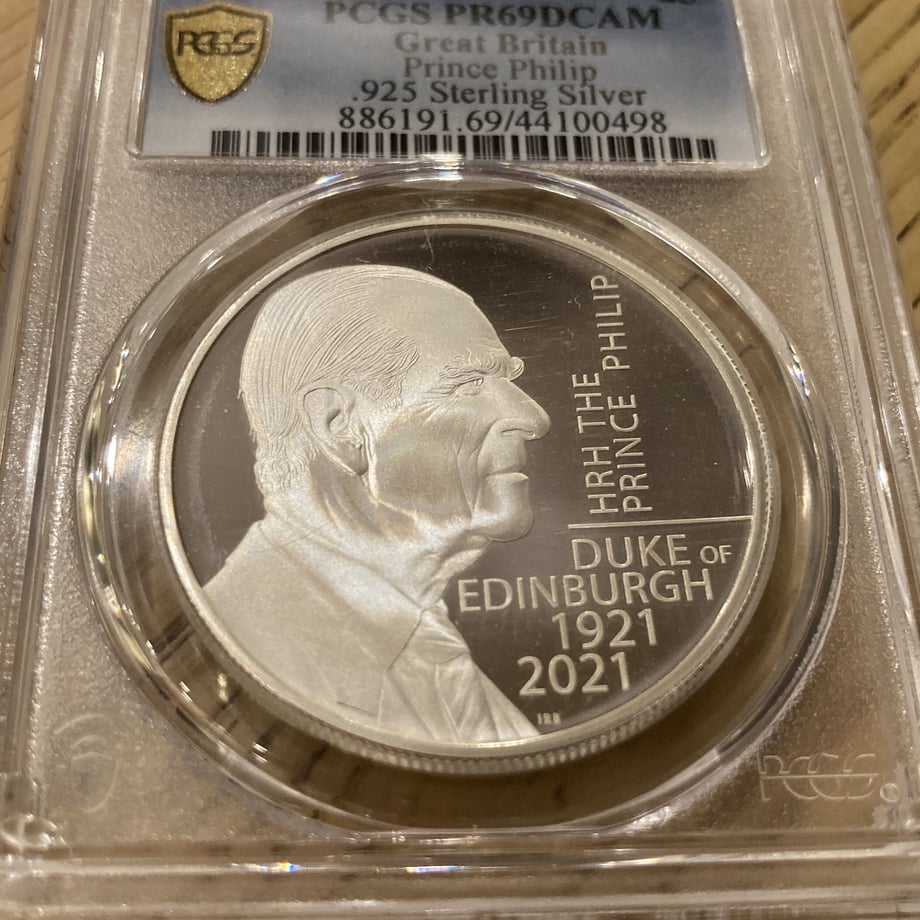 PCGS
PCGS PR69DCAM
Great Britain
Prince Philip
.925 Sterling Silver
886191.69/44100498
HRH THE
PRINCE PHILIP
DUKE OF
EDINBURGH
1921
2021
IRB
PCGS